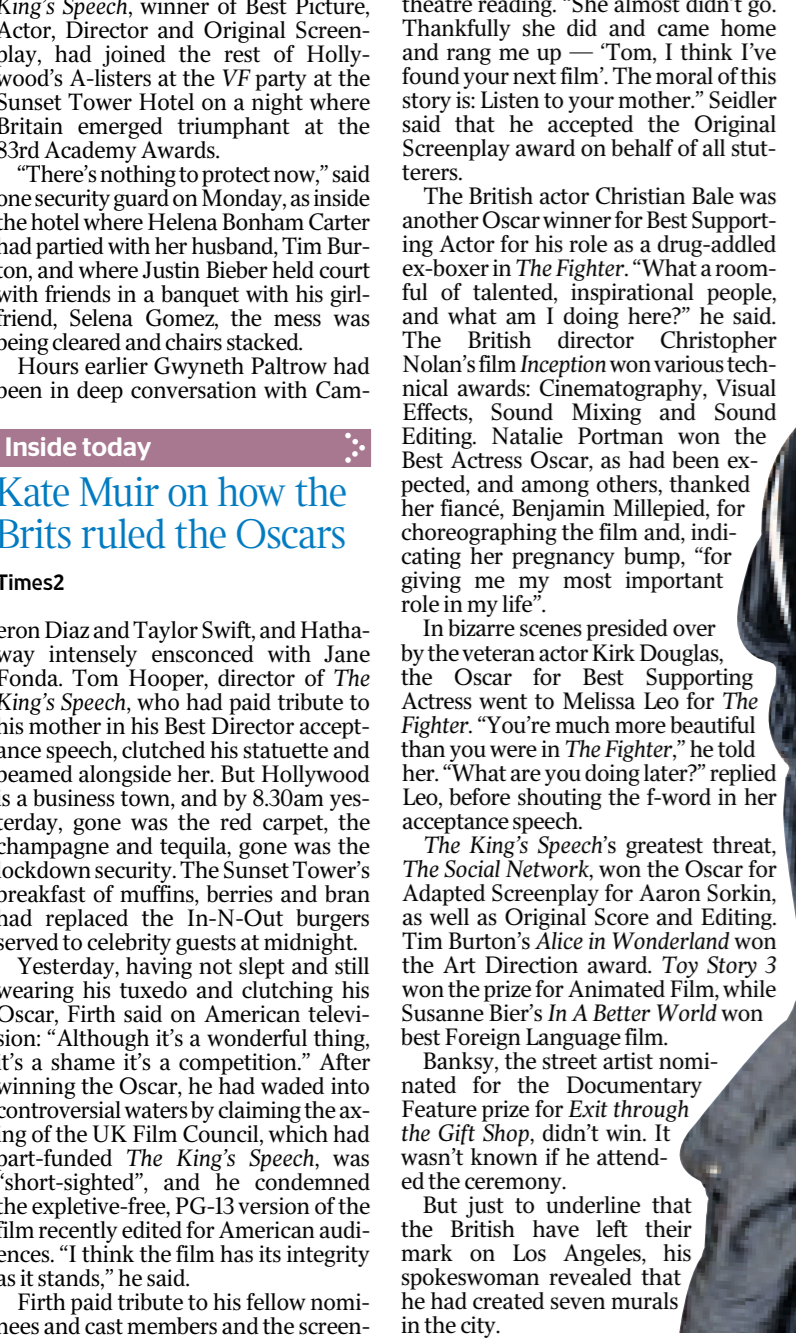 King's Speech, winner of Best Picture,
Actor, Director and Original Screen-
play, had joined the rest of Holly-
wood's A-listers at the VF party at the
Sunset Tower Hotel on a night where
Britain emerged triumphant at the
83rd Academy Awards.
"There's nothing to protect now," said
one security guard on Monday, as inside
the hotel where Helena Bonham Carter
had partied with her husband, Tim Bur-
ton, and where Justin Bieber held court
with friends in a banquet with his girl-
friend, Selena Gomez, the mess was
being cleared and chairs stacked.
Hours earlier Gwyneth Paltrow had
been in deep conversation with Cam-
Inside today
Kate Muir on how the
Brits ruled the Oscars
Times2
eron Diaz and Taylor Swift, and Hatha-
way intensely ensconced with Jane
Fonda. Tom Hooper, director of The
King's Speech, who had paid tribute to
his mother in his Best Director accept-
ance speech, clutched his statuette and
beamed alongside her. But Hollywood
is a business town, and by 8.30am yes-
terday, gone was the red carpet, the
champagne and tequila, gone was the
lockdown security. The Sunset Tower's
breakfast of muffins, berries and bran
had replaced the In-N-Out burgers
served to celebrity guests at midnight.
Yesterday, having not slept and still
wearing his tuxedo and clutching his
Oscar, Firth said on American televi-
sion: "Although it's a wonderful thing,
it's a shame it's a competition." After
winning the Oscar, he had waded into
controversial waters by claiming the ax-
ing of the UK Film Council, which had
part-funded The King's Speech, was
"short-sighted", and he condemned
the expletive-free, PG-13 version of the
film recently edited for American audi-
ences. "I think the film has its integrity
as it stands," he said.
Firth paid tribute to his fellow nomi-
nees and cast members and the screen-
theatre reading. "She almost didn't go.
Thankfully she did and came home
and rang me up — 'Tom, I think I've
found your next film'. The moral of this
story is: Listen to your mother." Seidler
said that he accepted the Original
Screenplay award on behalf of all stut-
terers.
The British actor Christian Bale was
another Oscar winner for Best Support-
ing Actor for his role as a drug-addled
ex-boxer in The Fighter. "What a room-
ful of talented, inspirational people,
and what am I doing here?" he said.
The British director Christopher
Nolan's film Inception won various tech-
nical awards: Cinematography, Visual
Effects, Sound Mixing and Sound
Editing. Natalie Portman won the
Best Actress Oscar, as had been ex-
pected, and among others, thanked
her fiancé, Benjamin Millepied, for
choreographing the film and, indi-
cating her pregnancy bump, "for
giving me my most important
role in my life".
In bizarre scenes presided over
by the veteran actor Kirk Douglas,
the Oscar for Best Supporting
Actress went to Melissa Leo for The
Fighter. "You're much more beautiful
than you were in The Fighter," he told
her. "What are you doing later?" replied
Leo, before shouting the f-word in her
acceptance speech.
The King's Speech's greatest threat,
The Social Network, won the Oscar for
Adapted Screenplay for Aaron Sorkin,
as well as Original Score and Editing.
Tim Burton's Alice in Wonderland won
the Art Direction award. Toy Story 3
won the prize for Animated Film, while
Susanne Bier's In A Better World won
best Foreign Language film.
Banksy, the street artist nomi-
nated for the Documentary
Feature prize for Exit through
the Gift Shop, didn't win. It
wasn't known if he attend-
ed the ceremony.
But just to underline that
the British have left their
mark on Los Angeles, his
spokeswoman revealed that
he had created seven murals
in the city.